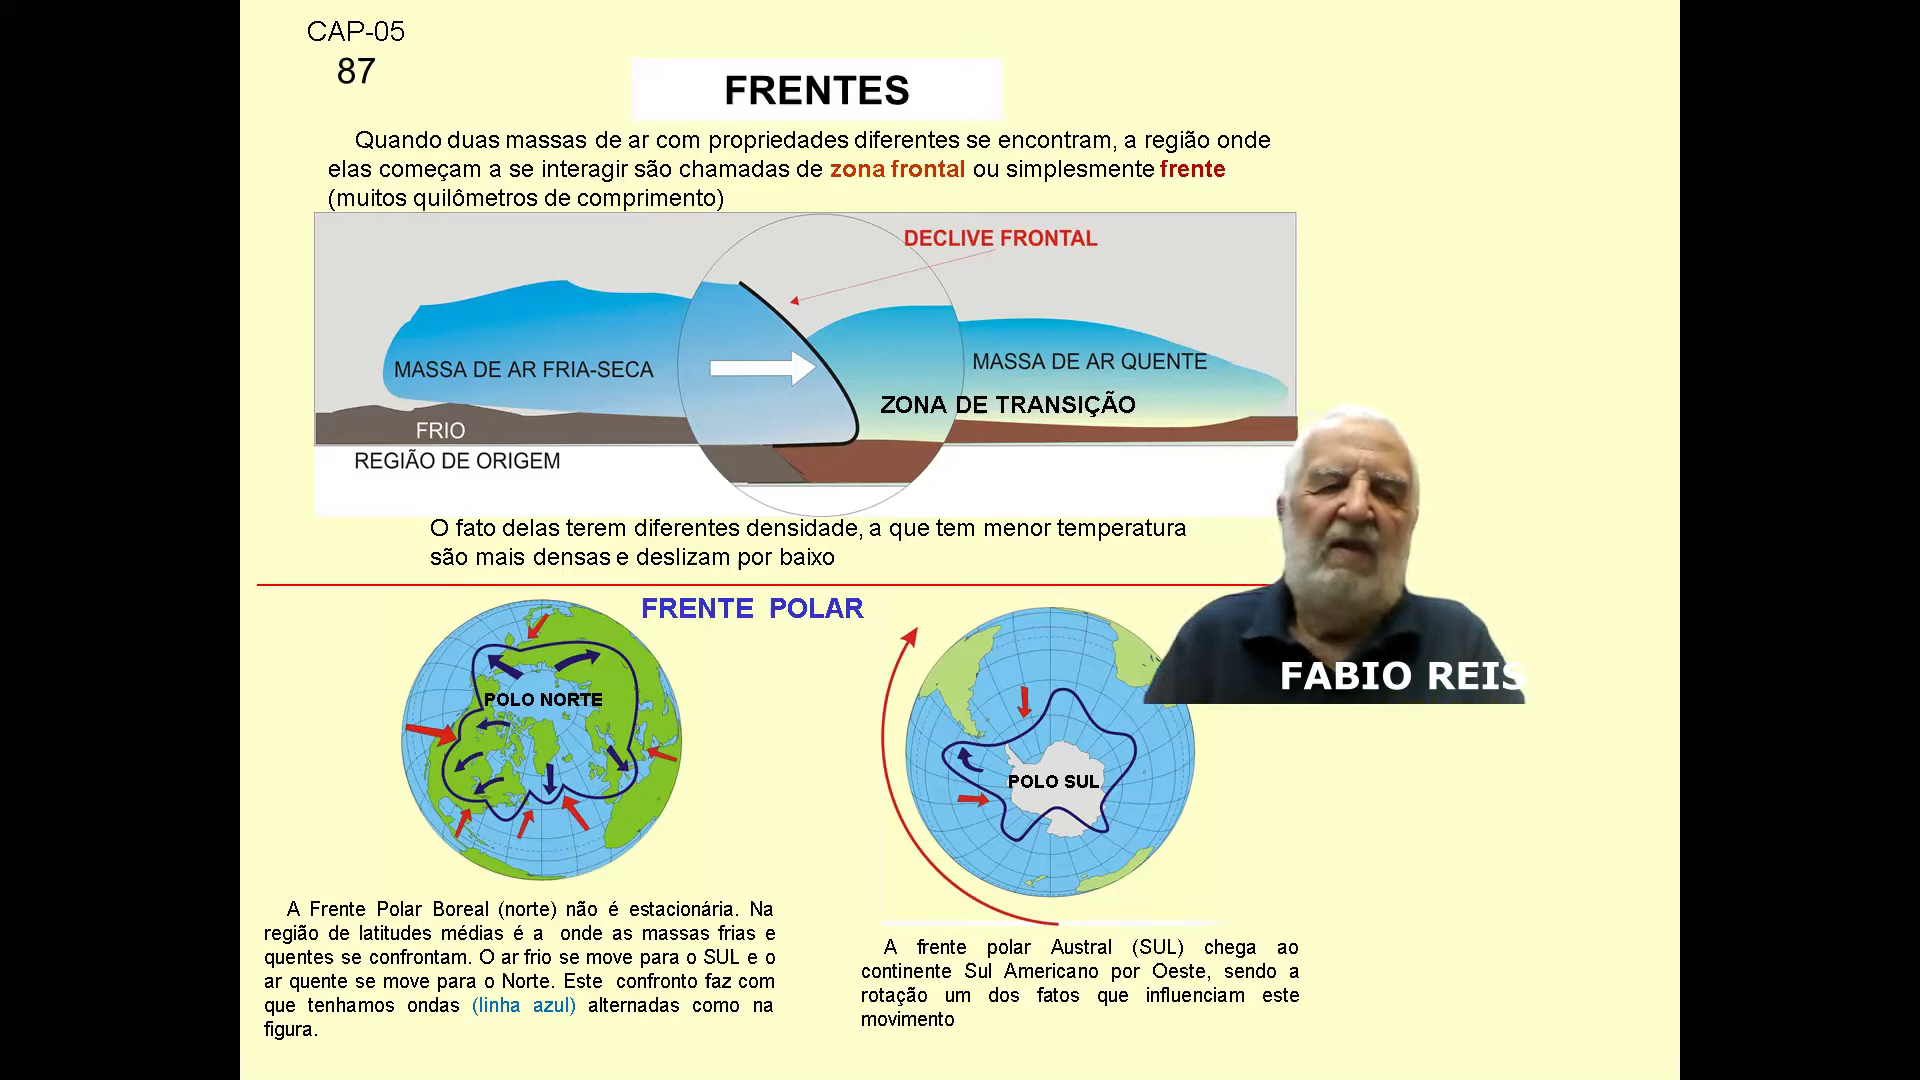 CAP-05
87
FRENTES
Quando duas massas de ar com propriedades diferentes se encontram, a região onde
elas começam a se interagir são chamadas de zona frontal ou simplesmente frente
(muitos quilômetros de comprimento)
DECLIVE FRONTAL
MASSA DE AR FRIA-SECA
MASSA DE AR QUENTE
ZONA DE TRANSIÇÃO
FRIO
REGIÃO DE ORIGEM
O fato delas terem diferentes densidade, a que tem menor temperatura
são mais densas e deslizam por baixo
FRENTE POLAR
POLO NORTE
POLO SUL
FABIO REIS
A Frente Polar Boreal (norte) não é estacionária. Na
região de latitudes médias é a onde as massas frias e
quentes se confrontam. O ar frio se move para o SUL e o
ar quente se move para o Norte. Este confronto faz com
que tenhamos ondas (linha azul) alternadas como na
figura.
A frente polar Austral (SUL) chega ao
continente Sul Americano por Oeste, sendo a
rotação um dos fatos que influenciam este
movimento